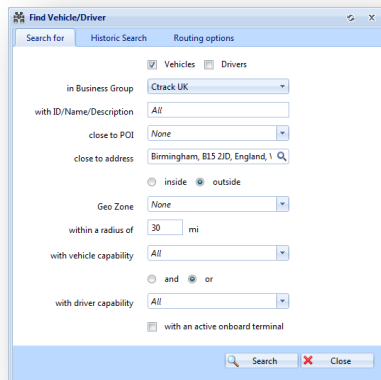 Find Vehicle/Driver
Search for Historic Search Routing options
Vehicles Drivers
in Business Group Ctrack UK
with ID/Name/Description All
close to POI None
close to address Birmingham, B15 2JD, England,
inside outside
Geo Zone None
within a radius of 30 mi
with vehicle capability All
and or
with driver capability All
with an active onboard terminal
Search Close